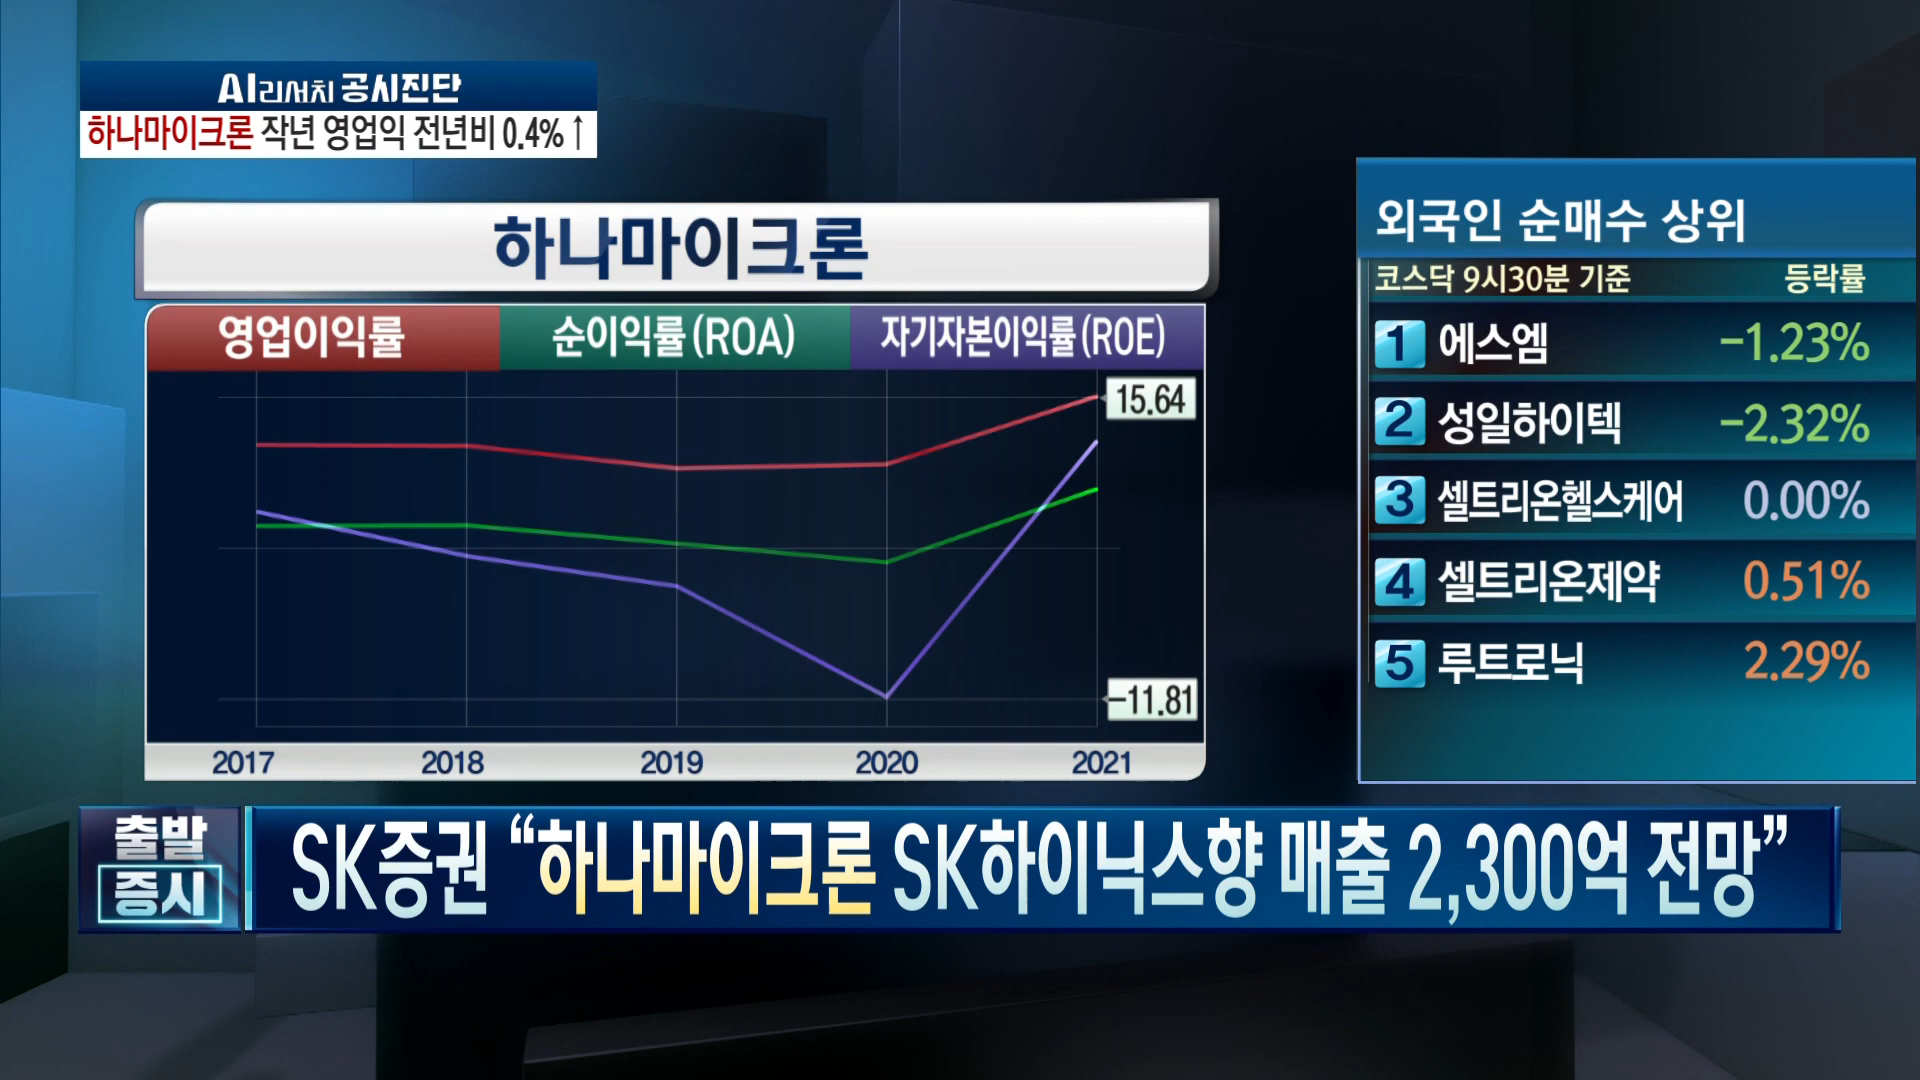 AI리서치 공시진단
하나마이크론 작년 영업익 전년비 0.4%↑
하나마이크론
영업이익률 순이익률(ROA) 자기자본이익률(ROE)
15.64
-11.81
2017 2018 2019 2020 2021
외국인 순매수 상위
코스닥 9시30분 기준 등락률
1 에스엠 -1.23%
2 성일하이텍 -2.32%
3 셀트리온헬스케어 0.00%
4 셀트리온제약 0.51%
5 루트로닉 2.29%
출발
증시
SK증권 “하나마이크론 SK하이닉스향 매출 2,300억 전망”